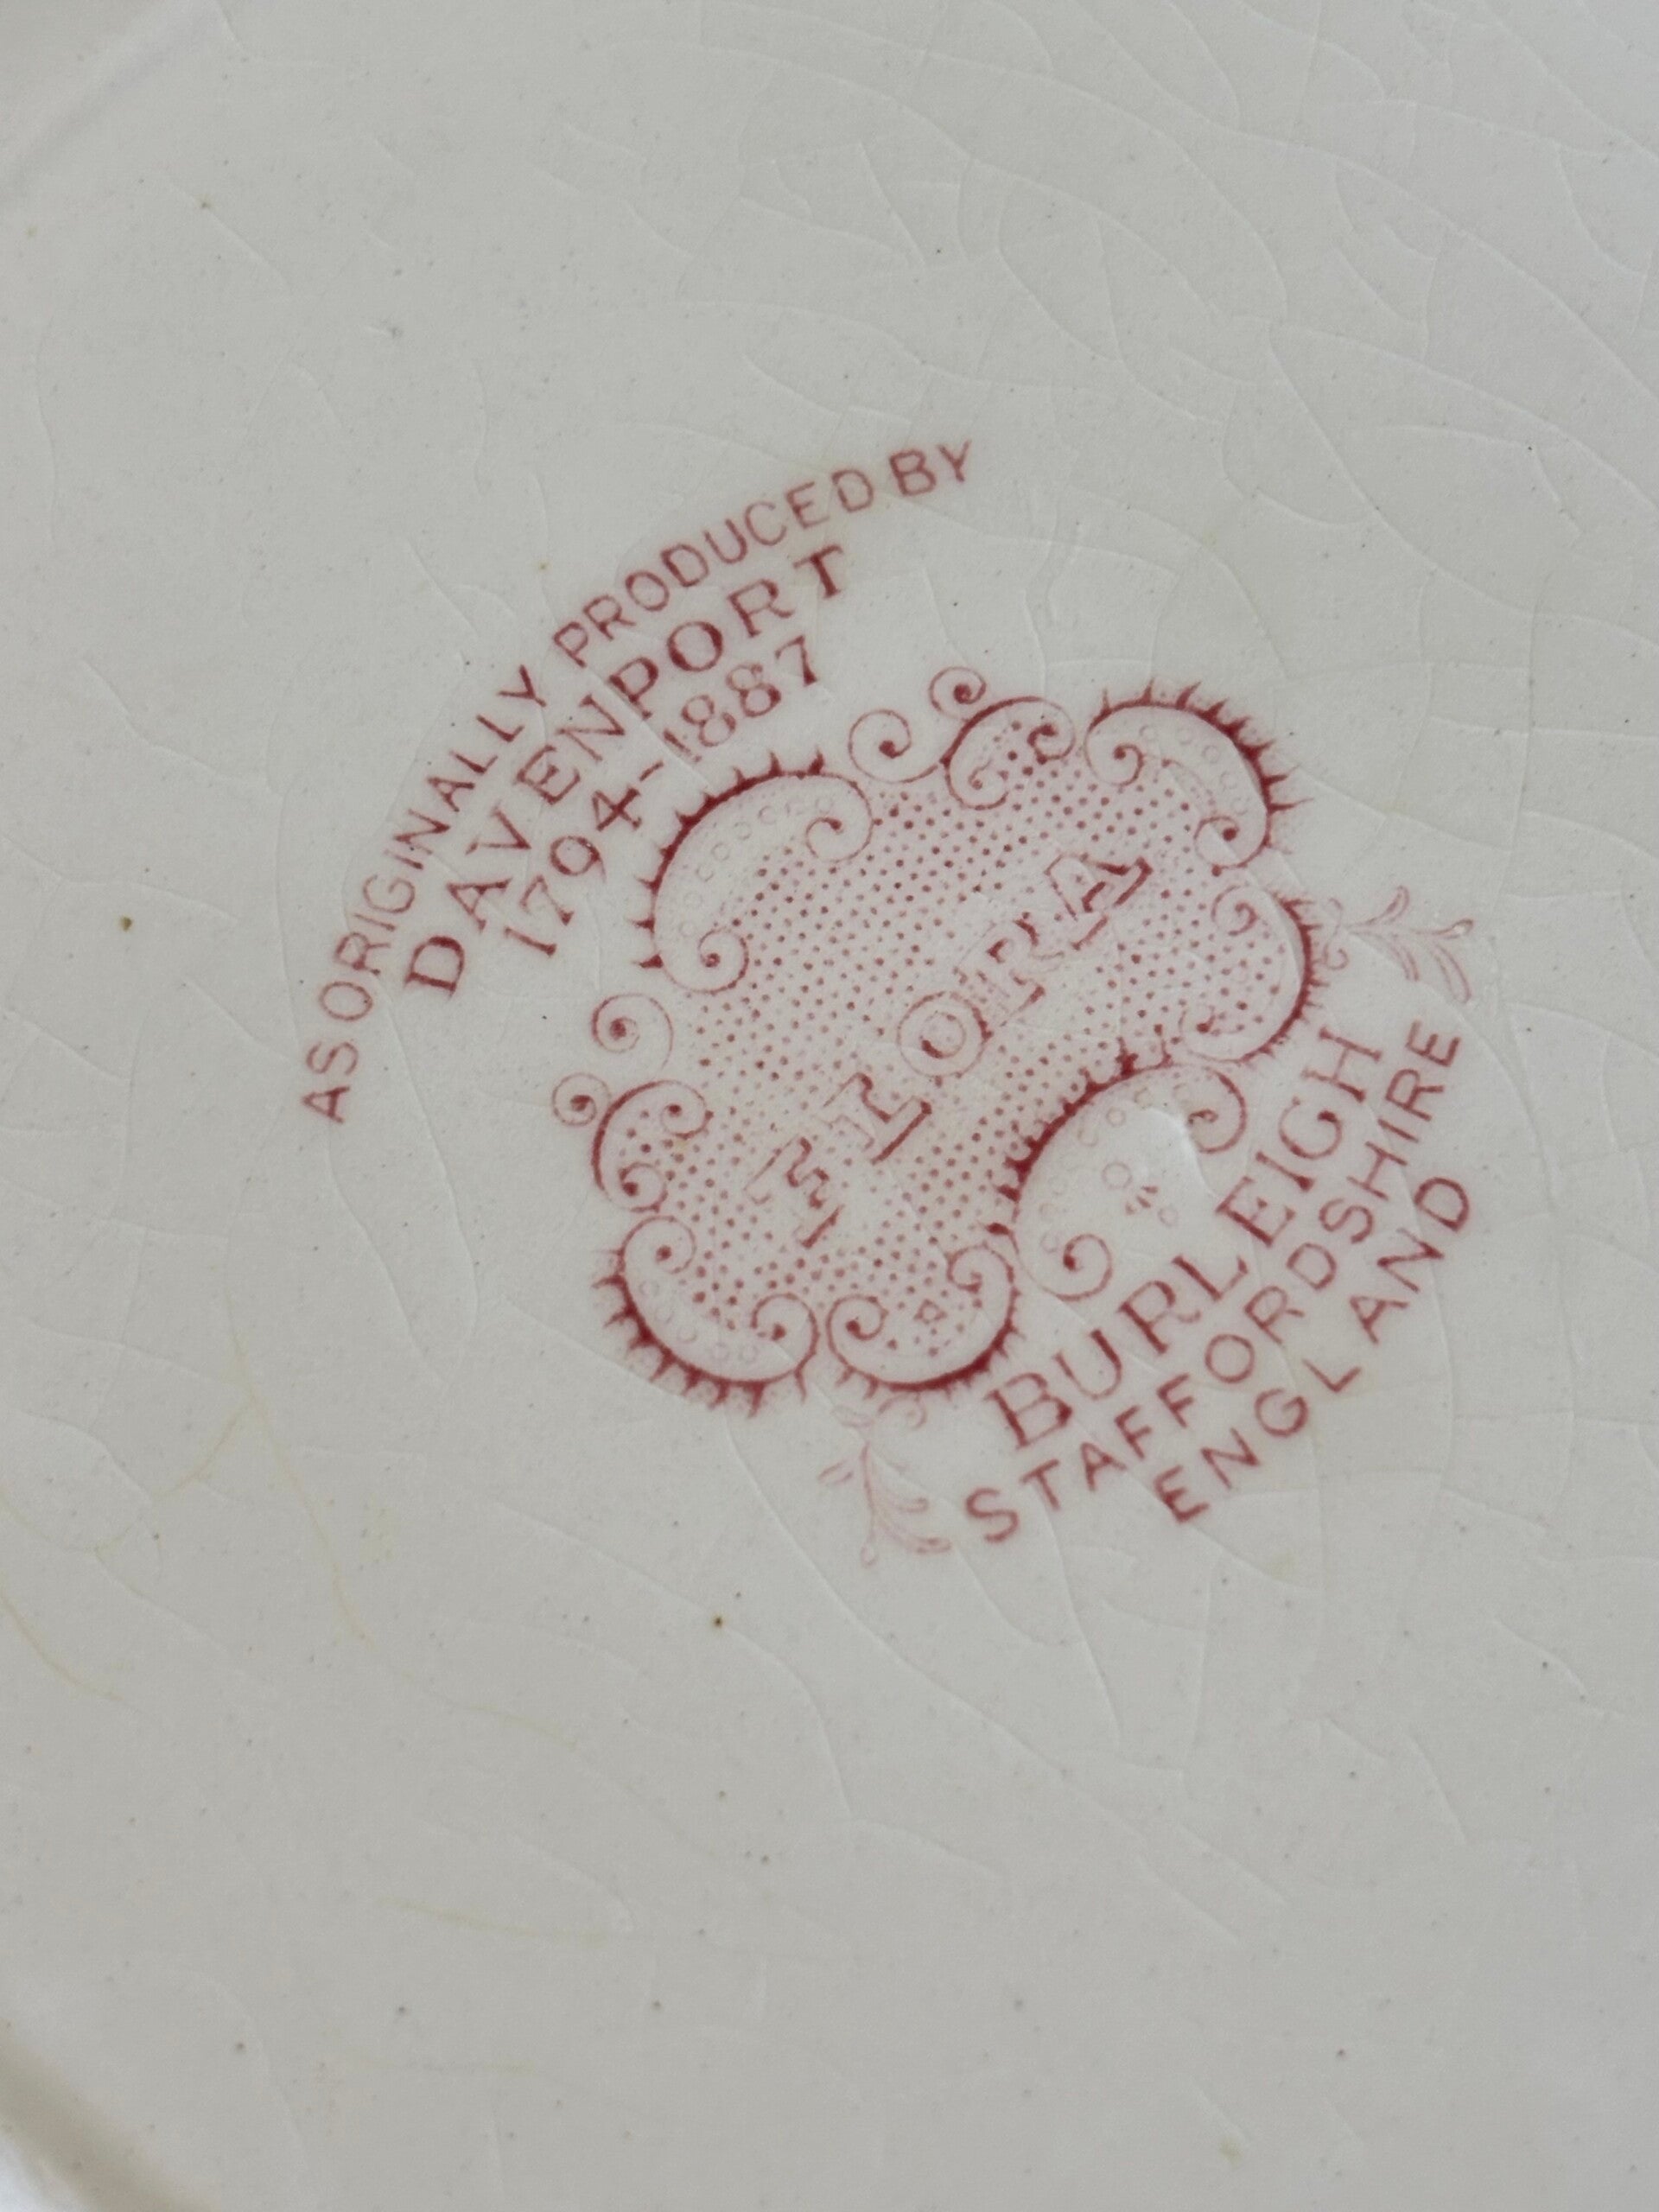 AS ORIGINALLY PRODUCED BY
DAVENPORT
1794-1887
FLORA
BURLEIGH
STAFFORDSHIRE
ENGLAND